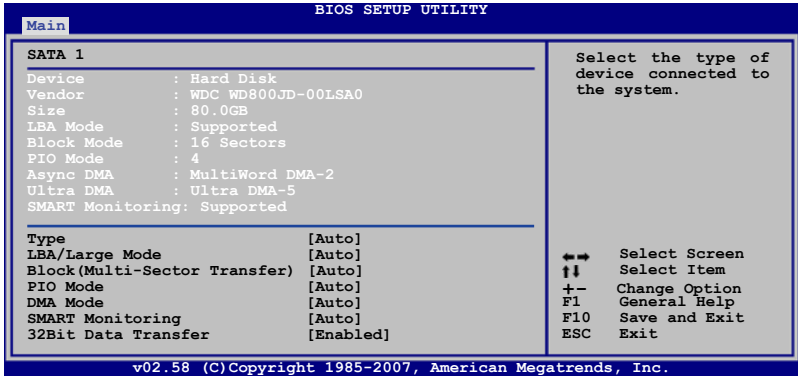 BIOS SETUP UTILITY
Main
SATA 1
Device : Hard Disk
Vendor : WDC WD800JD-00LSA0
Size : 80.0GB
LBA Mode : Supported
Block Mode : 16 Sectors
PIO Mode : 4
Async DMA : MultiWord DMA-2
Ultra DMA : Ultra DMA-5
SMART Monitoring: Supported
Type [Auto]
LBA/Large Mode [Auto]
Block(Multi-Sector Transfer) [Auto]
PIO Mode [Auto]
DMA Mode [Auto]
SMART Monitoring [Auto]
32Bit Data Transfer [Enabled]
Select the type of
device connected to
the system.
←→ Select Screen
↑↓ Select Item
+- Change Option
F1 General Help
F10 Save and Exit
ESC Exit
v02.58 (C)Copyright 1985-2007, American Megatrends, Inc.